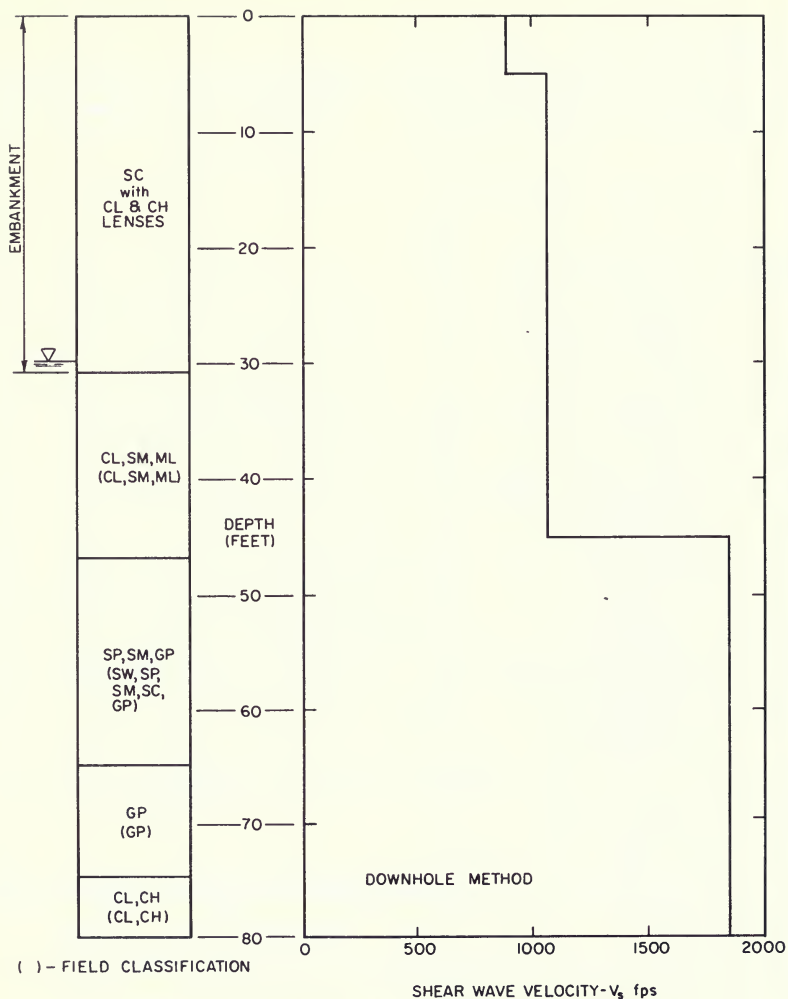 EMBANKMENT
SC
with
CL & CH
LENSES
CL,SM,ML
(CL,SM,ML)
SP,SM,GP
(SW,SP,
SM,SC,
GP)
GP
(GP)
CL,CH
(CL,CH)
( )- FIELD CLASSIFICATION
0
10
20
30
40
DEPTH
(FEET)
50
60
70
80
DOWNHOLE METHOD
0 500 1000 1500 2000
SHEAR WAVE VELOCITY-Vs fps